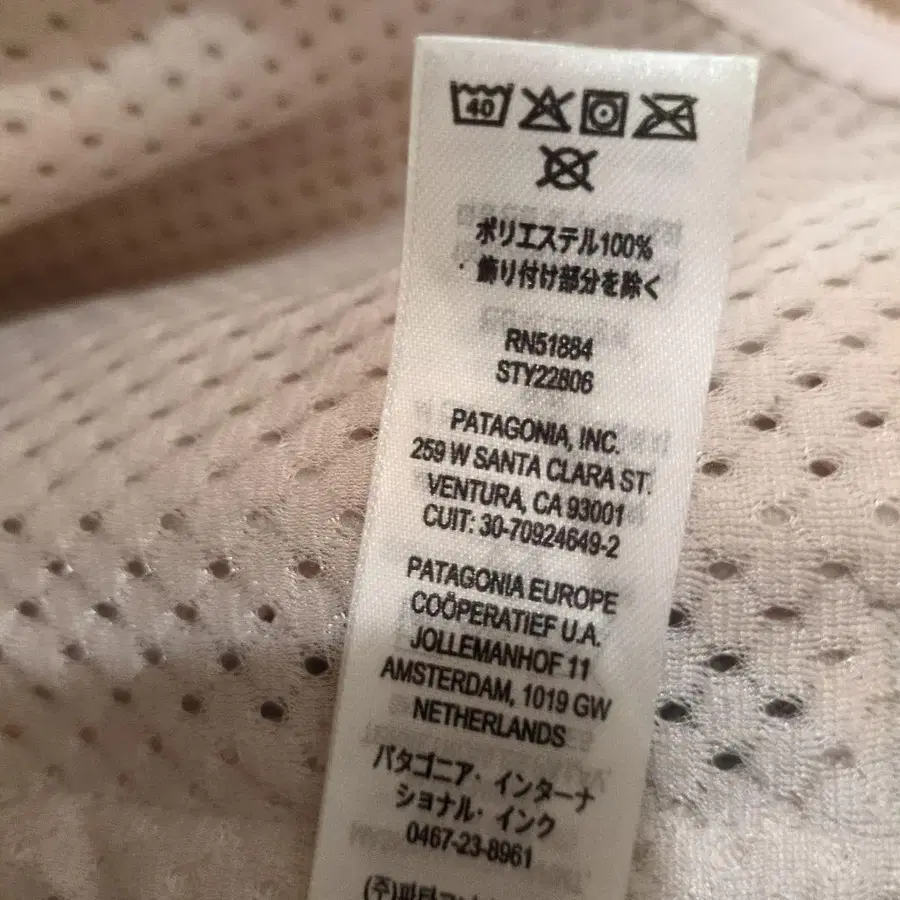 40
ポリエステル100%
・飾り付け部分を除く
RN51884
STY22806
PATAGONIA, INC.
259 W SANTA CLARA ST.
VENTURA, CA 93001
CUIT: 30-70924649-2
PATAGONIA EUROPE
COÖPERATIEF U.A.
JOLLEMANHOF 11
AMSTERDAM, 1019 GW
NETHERLANDS
パタゴニア・インターナ
ショナル・インク
0467-23-8961